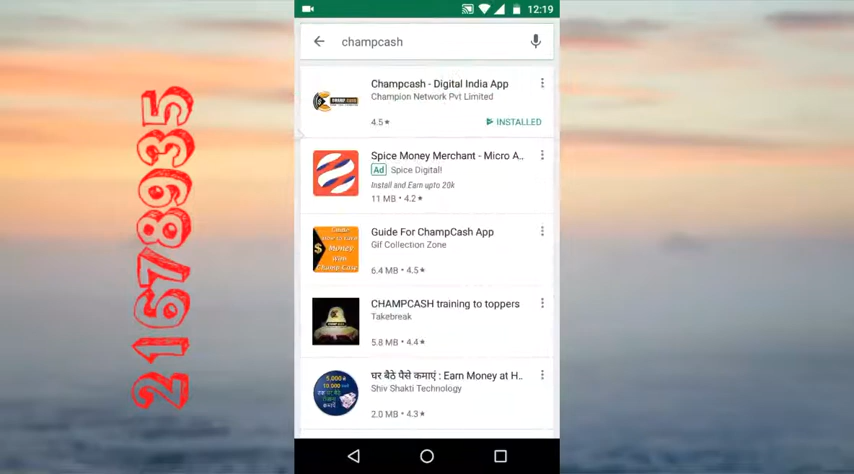 12:19
champcash
Champcash - Digital India App
Champion Network Pvt Limited
4.5★
INSTALLED
Spice Money Merchant - Micro A..
Ad Spice Digital!
Install and Earn upto 20k
11 MB • 4.2★
Guide For ChampCash App
Gif Collection Zone
6.4 MB • 4.5★
CHAMPCASH training to toppers
Takebreak
5.8 MB • 4.4★
घर बैठे पैसे कमाएं : Earn Money at H..
Shiv Shakti Technology
2.0 MB • 4.3★
21678935